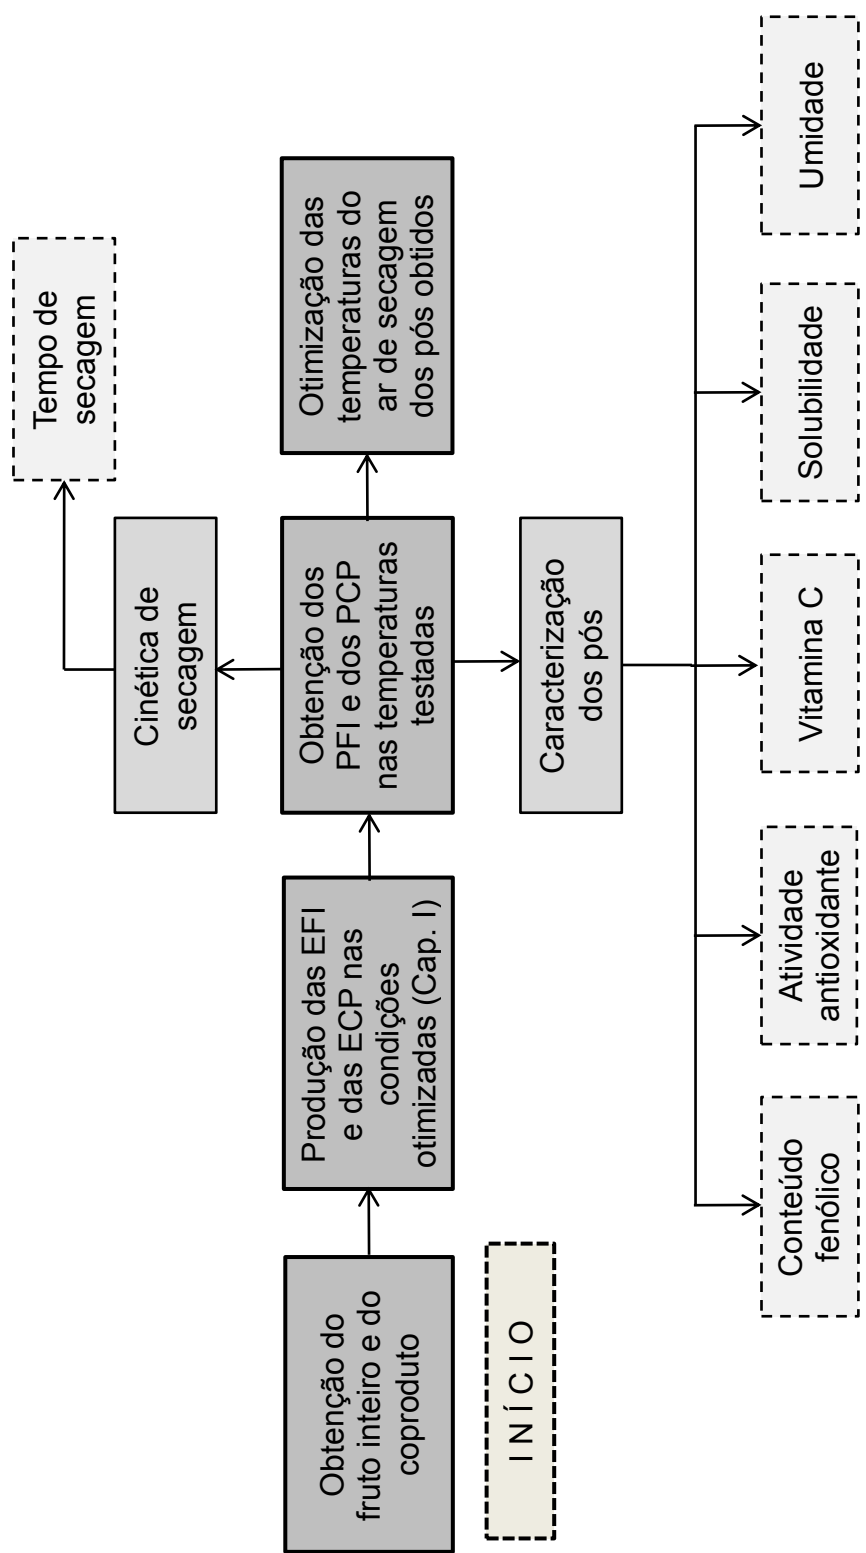 Tempo de
secagem
Cinética de
secagem
Obtenção do
fruto inteiro e do
coproduto
Produção das EFI
e das ECP nas
condições
otimizadas (Cap. I)
Obtenção dos
PFI e dos PCP
nas temperaturas
testadas
Otimização das
temperaturas do
ar de secagem
dos pós obtidos
I N Í C I O
Caracterização
dos pós
Conteúdo
fenólico
Atividade
antioxidante
Vitamina C
Solubilidade
Umidade